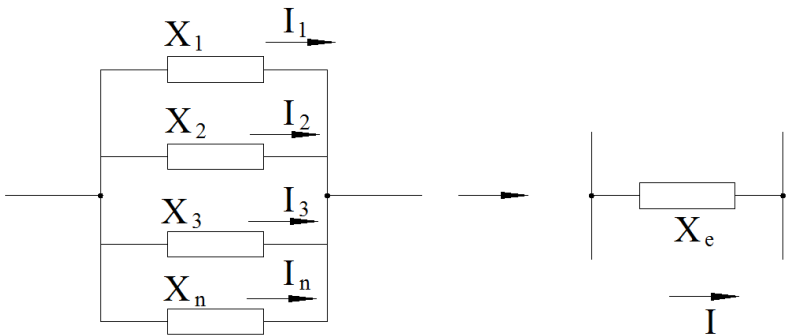 X₁ I₁
X₂ I₂
X₃ I₃
Xₙ Iₙ
Xₑ
I